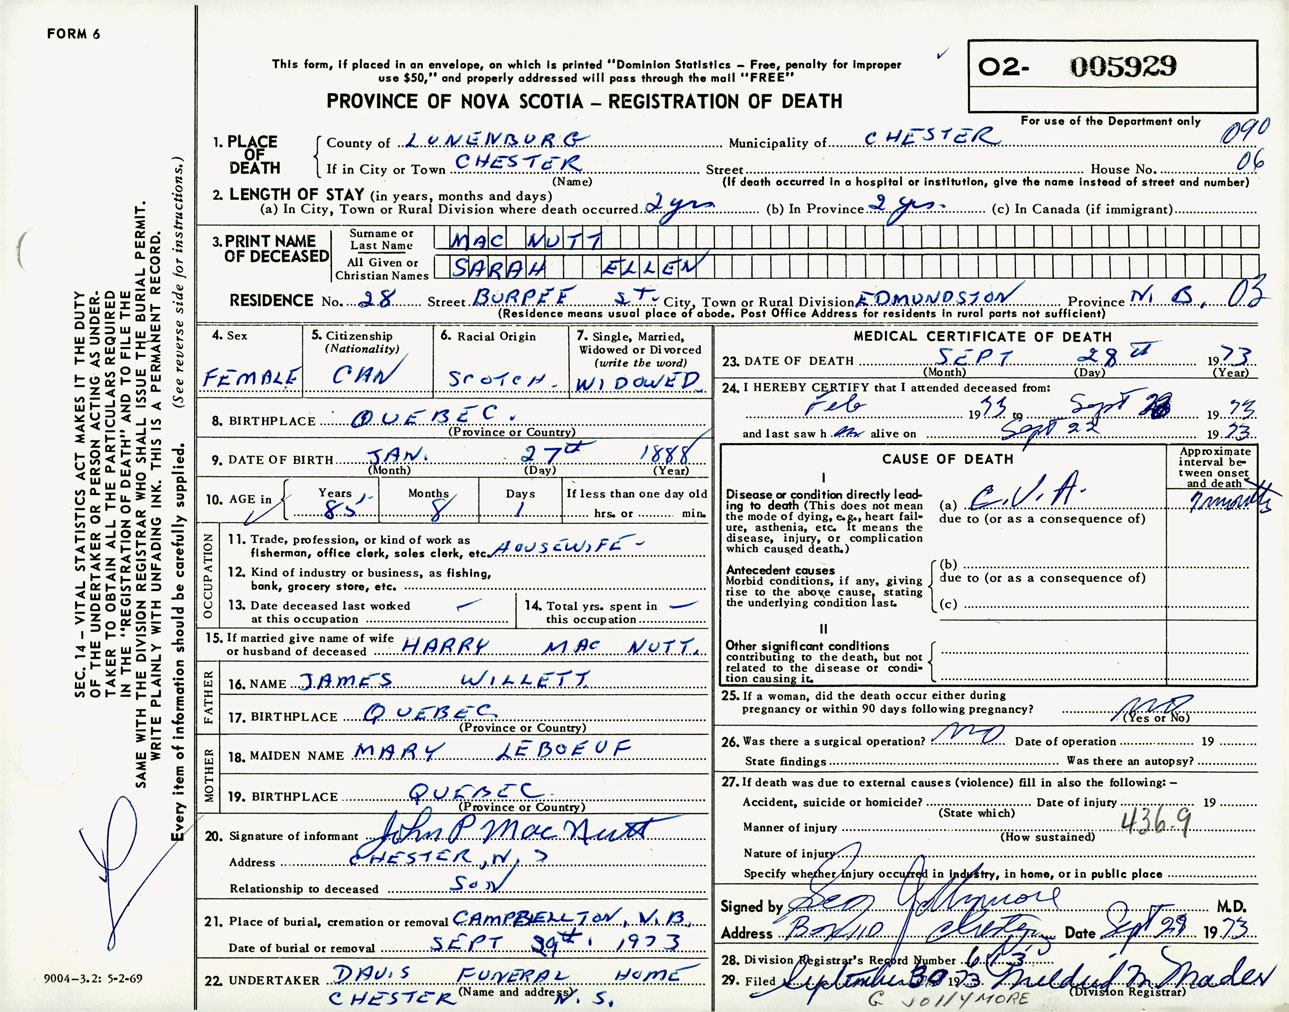 FORM 6
This form, if placed in an envelope, on which is printed "Dominion Statistics – Free, penalty for improper
use $50," and properly addressed will pass through the mail "FREE"
PROVINCE OF NOVA SCOTIA – REGISTRATION OF DEATH
02- 005929
For use of the Department only
1. PLACE OF DEATH
County of LUNENBURG Municipality of CHESTER 090
If in City or Town CHESTER Street House No. 06
(Name) (If death occurred in a hospital or institution, give the name instead of street and number)
2. LENGTH OF STAY (in years, months and days)
(a) In City, Town or Rural Division where death occurred 2 yrs (b) In Province 2 yrs. (c) In Canada (if immigrant)
3. PRINT NAME OF DECEASED
Surname or Last Name MAC NUTT
All Given or Christian Names SARAH ELLEN
RESIDENCE No. 28 Street BURPEE ST. City, Town or Rural Division EDMUNDSTON Province N. B. 03
(Residence means usual place of abode. Post Office Address for residents in rural parts not sufficient)
4. Sex FEMALE
5. Citizenship (Nationality) CAN
6. Racial Origin SCOTCH.
7. Single, Married, Widowed or Divorced (write the word) WIDOWED
8. BIRTHPLACE QUEBEC.
(Province or Country)
9. DATE OF BIRTH JAN. 27th 1888
(Month) (Day) (Year)
10. AGE in Years 85 Months 8 Days 1 If less than one day old hrs. or min.
OCCUPATION
11. Trade, profession, or kind of work as
fisherman, office clerk, sales clerk, etc. HOUSEWIFE -
12. Kind of industry or business, as fishing,
bank, grocery store, etc.
13. Date deceased last worked —
at this occupation
14. Total yrs. spent in —
this occupation
15. If married give name of wife
or husband of deceased HARRY MAC NUTT.
FATHER
16. NAME JAMES WILLETT
17. BIRTHPLACE QUEBEC
(Province or Country)
MOTHER
18. MAIDEN NAME MARY LEBOEUF
19. BIRTHPLACE QUEBEC.
(Province or Country)
20. Signature of informant John P MacNutt
Address CHESTER, N. S
Relationship to deceased SON
21. Place of burial, cremation or removal CAMPBELLTON, N.B.
Date of burial or removal SEPT 29th. 1973
22. UNDERTAKER DAVIS FUNERAL HOME
(Name and address)
CHESTER N. S.
MEDICAL CERTIFICATE OF DEATH
23. DATE OF DEATH SEPT 28th 1973
(Month) (Day) (Year)
24. I HEREBY CERTIFY that I attended deceased from:
Feb 1973 to Sept 28 1973
and last saw h er alive on Sept 22 1973
CAUSE OF DEATH
Approximate interval between onset and death
I
Disease or condition directly lead-
ing to death (This does not mean
the mode of dying, e.g., heart fail-
ure, asthenia, etc. It means the
disease, injury, or complication
which caused death.)
(a) C.V.A. 7 months
due to (or as a consequence of)
Antecedent causes
Morbid conditions, if any, giving
rise to the above cause, stating
the underlying condition last.
(b)
due to (or as a consequence of)
(c)
II
Other significant conditions
contributing to the death, but not
related to the disease or condi-
tion causing it.
25. If a woman, did the death occur either during
pregnancy or within 90 days following pregnancy? no
(Yes or No)
26. Was there a surgical operation? no Date of operation 19
State findings Was there an autopsy?
27. If death was due to external causes (violence) fill in also the following: –
Accident, suicide or homicide? Date of injury 19
(State which)
Manner of injury 436.9
(How sustained)
Nature of injury
Specify whether injury occurred in industry, in home, or in public place
Signed by Geo Jollymore M.D.
Address Box 110 Chester Date Sept 28 1973
28. Division Registrar's Record Number
29. Filed September 30 1973 Mildred M Mader
(Division Registrar)
G JOLLYMORE
SEC. 14 – VITAL STATISTICS ACT MAKES IT THE DUTY
OF THE UNDERTAKER OR PERSON ACTING AS UNDER-
TAKER TO OBTAIN ALL THE PARTICULARS REQUIRED
IN THE "REGISTRATION OF DEATH" AND TO FILE THE
SAME WITH THE DIVISION REGISTRAR WHO SHALL ISSUE THE BURIAL PERMIT.
WRITE PLAINLY WITH UNFADING INK. THIS IS A PERMANENT RECORD.
Every item of information should be carefully supplied. (See reverse side for instructions.)
9004–3.2: 5-2-69